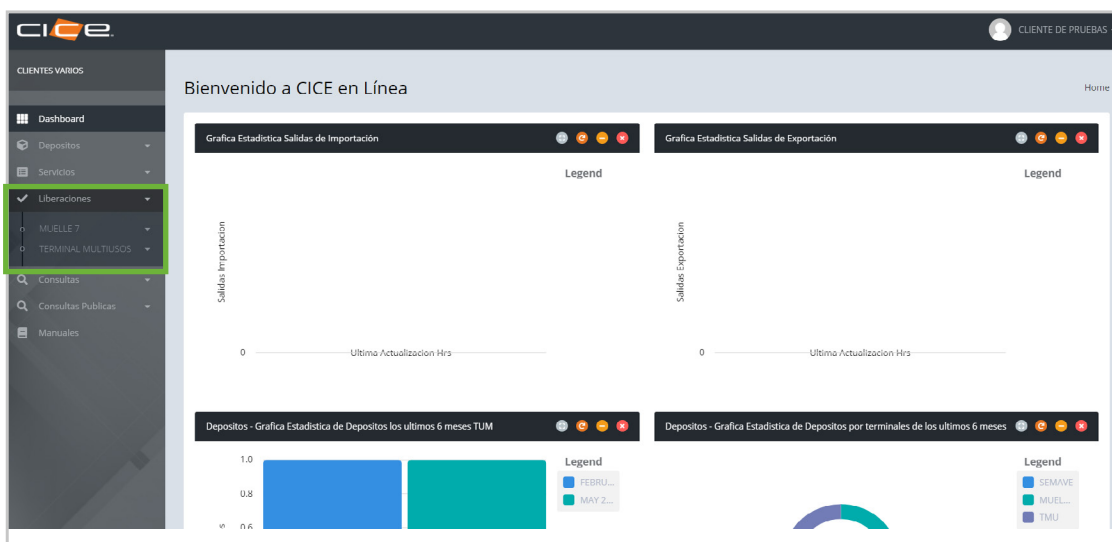 CICE.
CLIENTE DE PRUEBAS
CLIENTES VARIOS
Bienvenido a CICE en Línea
Home
Dashboard
Depositos
Servicios
Liberaciones
MUELLE 7
TERMINAL MULTIUSOS
Consultas
Consultas Publicas
Manuales
Grafica Estadistica Salidas de Importación
Legend
Salidas Importacion
0
Ultima Actualizacion Hrs
Grafica Estadistica Salidas de Exportación
Legend
Salidas Exportacion
0
Ultima Actualizacion Hrs
Depositos - Grafica Estadistica de Depositos los ultimos 6 meses TUM
1.0
0.8
0.6
Legend
FEBRU...
MAY 2...
Depositos - Grafica Estadistica de Depositos por terminales de los ultimos 6 meses
Legend
SEMAVE
MUEL...
TMU